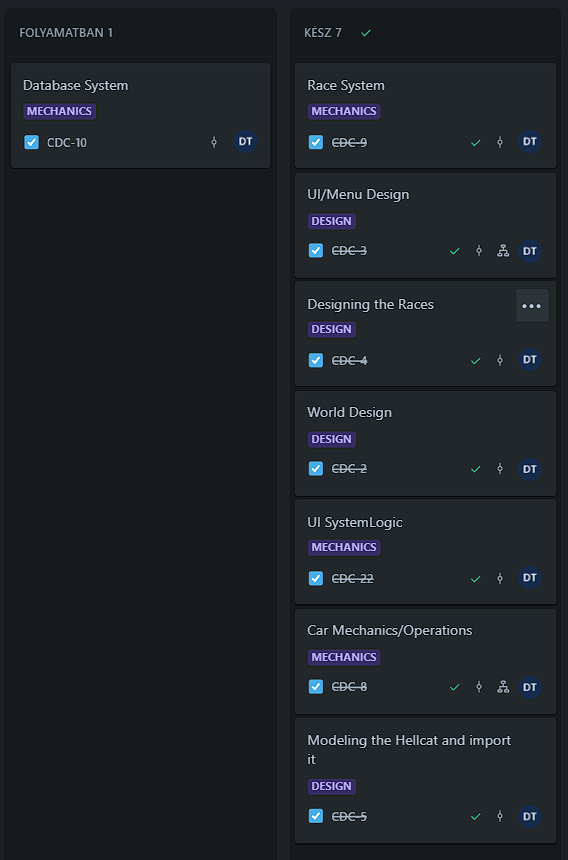 FOLYAMATBAN 1
Database System
MECHANICS
CDC-10
DT
KÉSZ 7
Race System
MECHANICS
CDC-9
DT
UI/Menu Design
DESIGN
CDC-3
DT
Designing the Races
DESIGN
CDC-4
DT
World Design
DESIGN
CDC-2
DT
UI SystemLogic
MECHANICS
CDC-22
DT
Car Mechanics/Operations
MECHANICS
CDC-8
DT
Modeling the Hellcat and import
it
DESIGN
CDC-5
DT